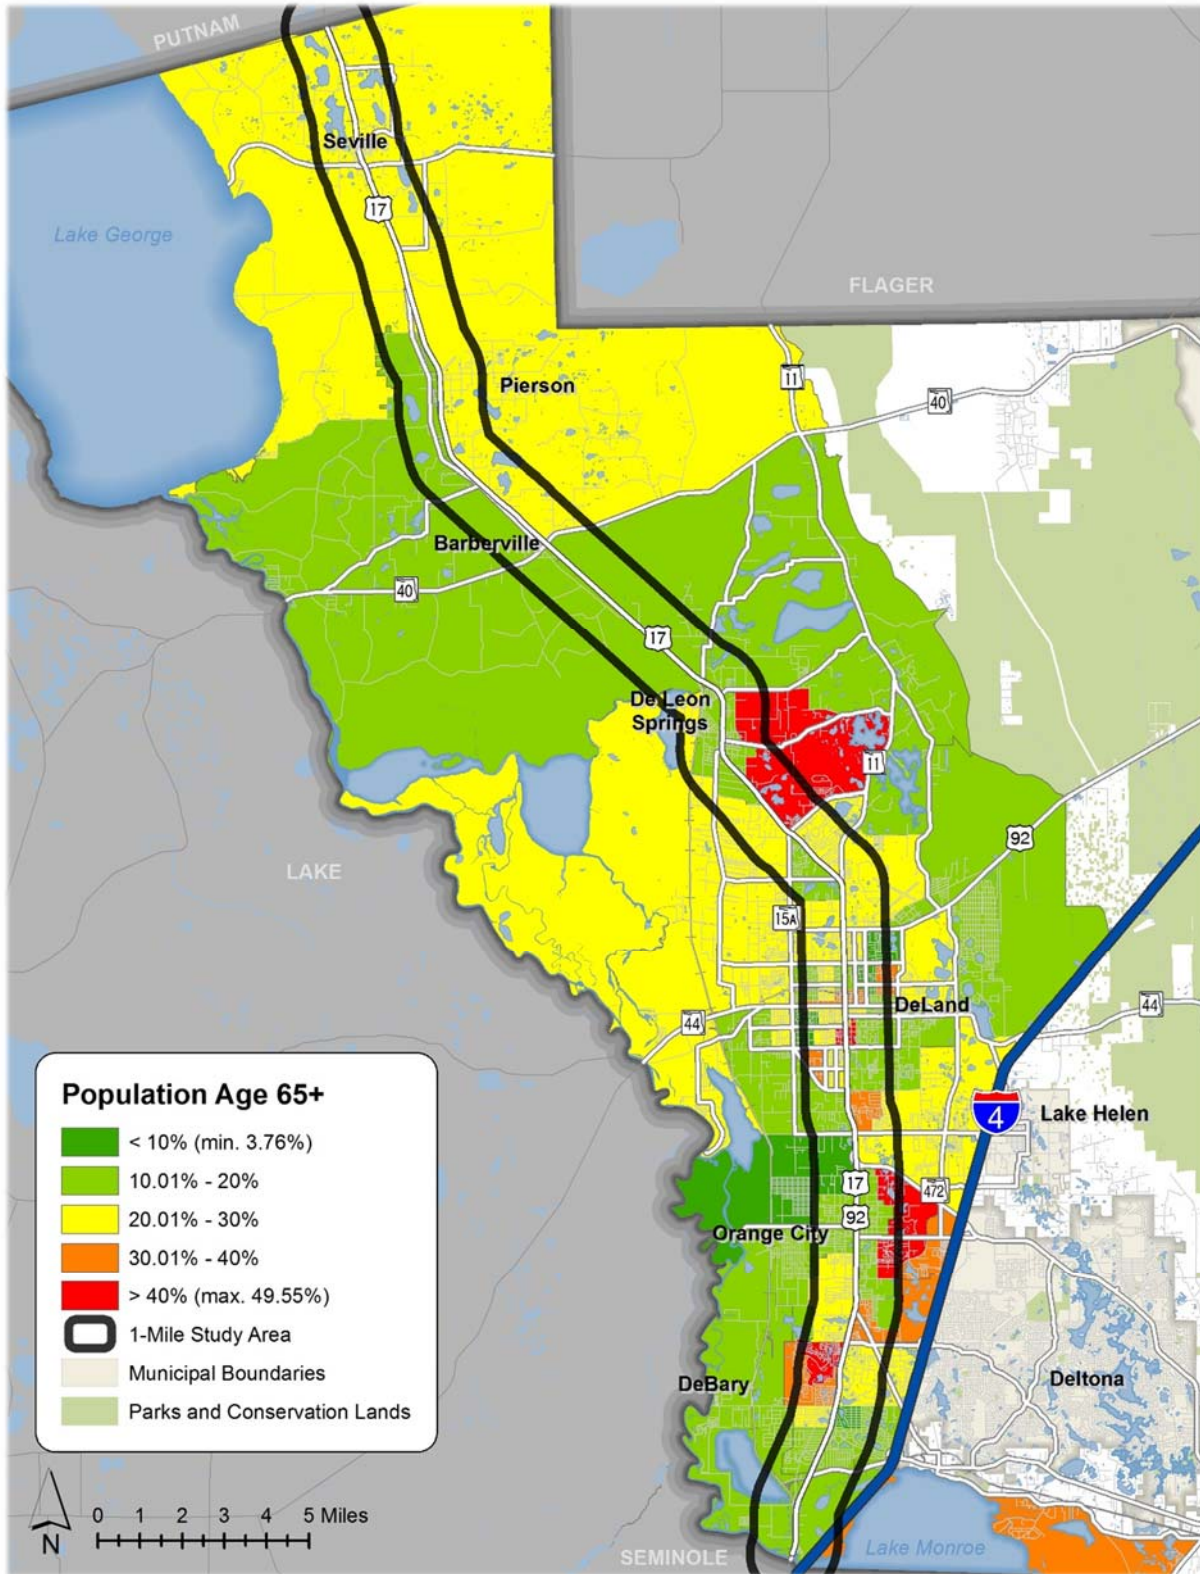 PUTNAM
Seville
17
Lake George
FLAGER
Pierson
11
40
Barberville
40
17
De Leon
Springs
11
92
LAKE
15A
DeLand
44
44
4
Lake Helen
17
472
92
Orange City
DeBary
Deltona
SEMINOLE
Lake Monroe
Population Age 65+
< 10% (min. 3.76%)
10.01% - 20%
20.01% - 30%
30.01% - 40%
> 40% (max. 49.55%)
1-Mile Study Area
Municipal Boundaries
Parks and Conservation Lands
N
0 1 2 3 4 5 Miles